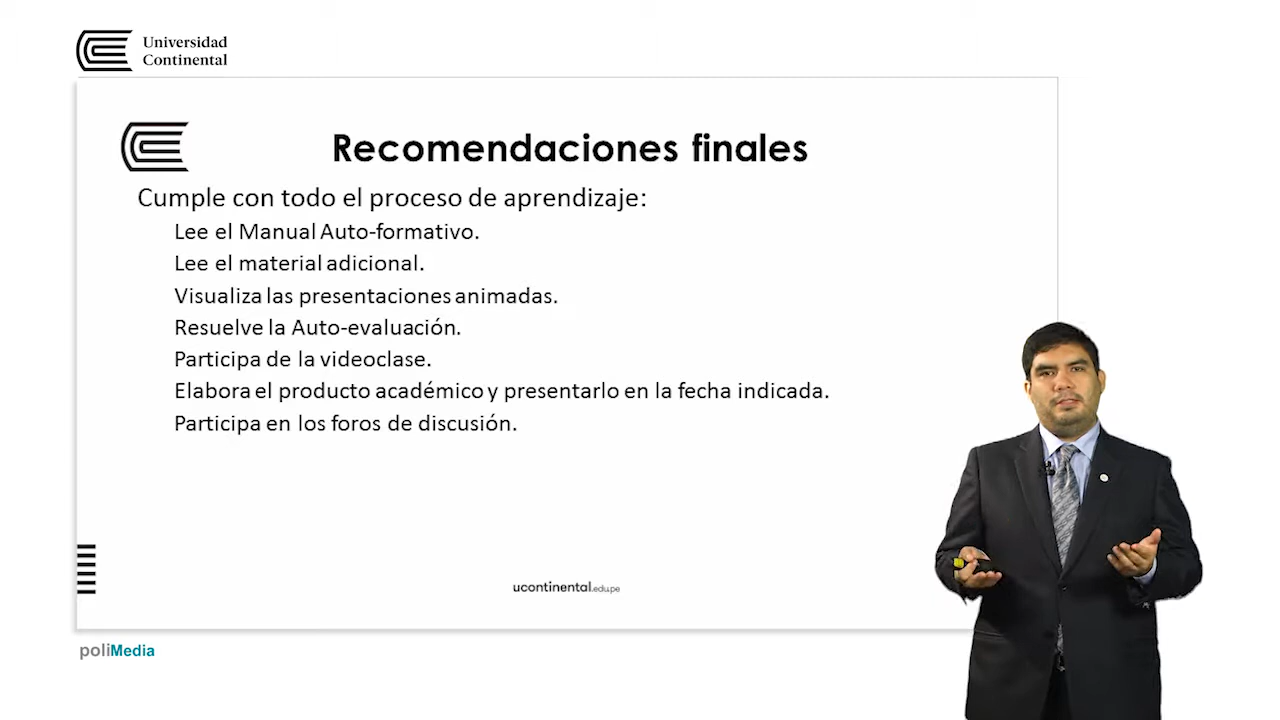 Universidad
Continental
Recomendaciones finales
Cumple con todo el proceso de aprendizaje:
Lee el Manual Auto-formativo.
Lee el material adicional.
Visualiza las presentaciones animadas.
Resuelve la Auto-evaluación.
Participa de la videoclase.
Elabora el producto académico y presentarlo en la fecha indicada.
Participa en los foros de discusión.
ucontinental.edu.pe
poliMedia